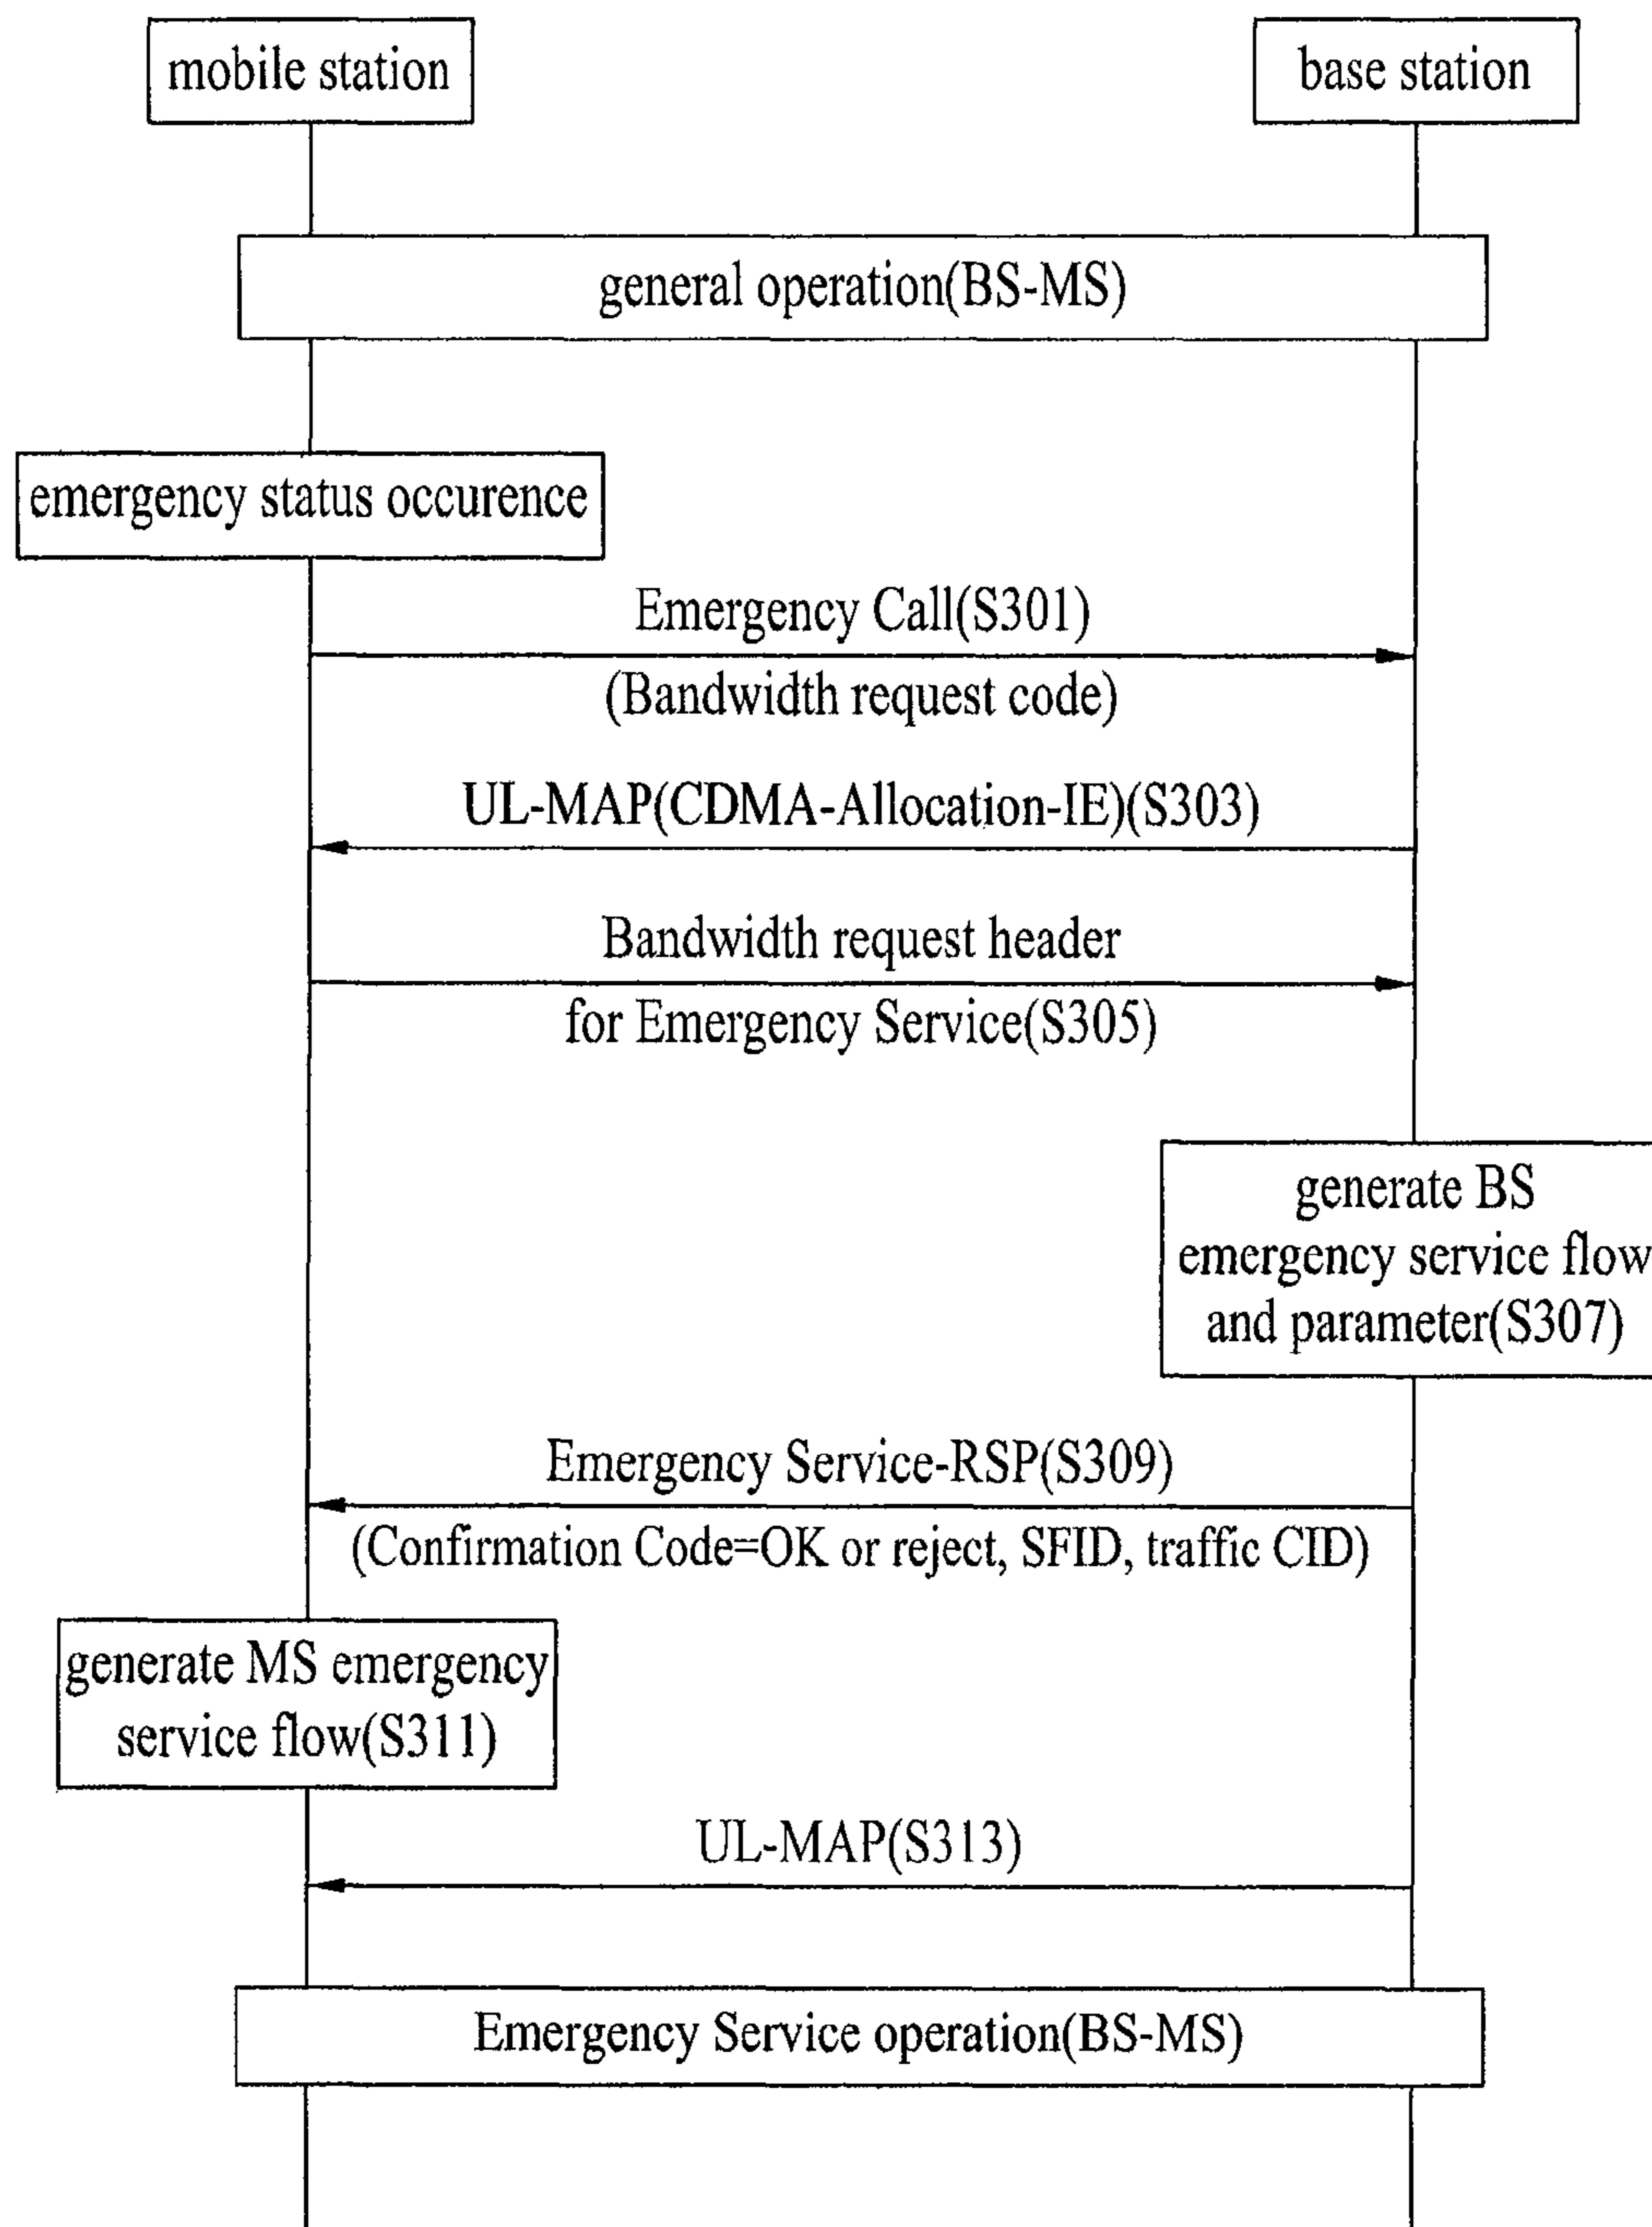 mobile station
base station
general operation(BS-MS)
emergency status occurence
Emergency Call(S301)
(Bandwidth request code)
UL-MAP(CDMA-Allocation-IE)(S303)
Bandwidth request header
for Emergency Service(S305)
generate BS
emergency service flow
and parameter(S307)
Emergency Service-RSP(S309)
(Confirmation Code=OK or reject, SFID, traffic CID)
generate MS emergency
service flow(S311)
UL-MAP(S313)
Emergency Service operation(BS-MS)